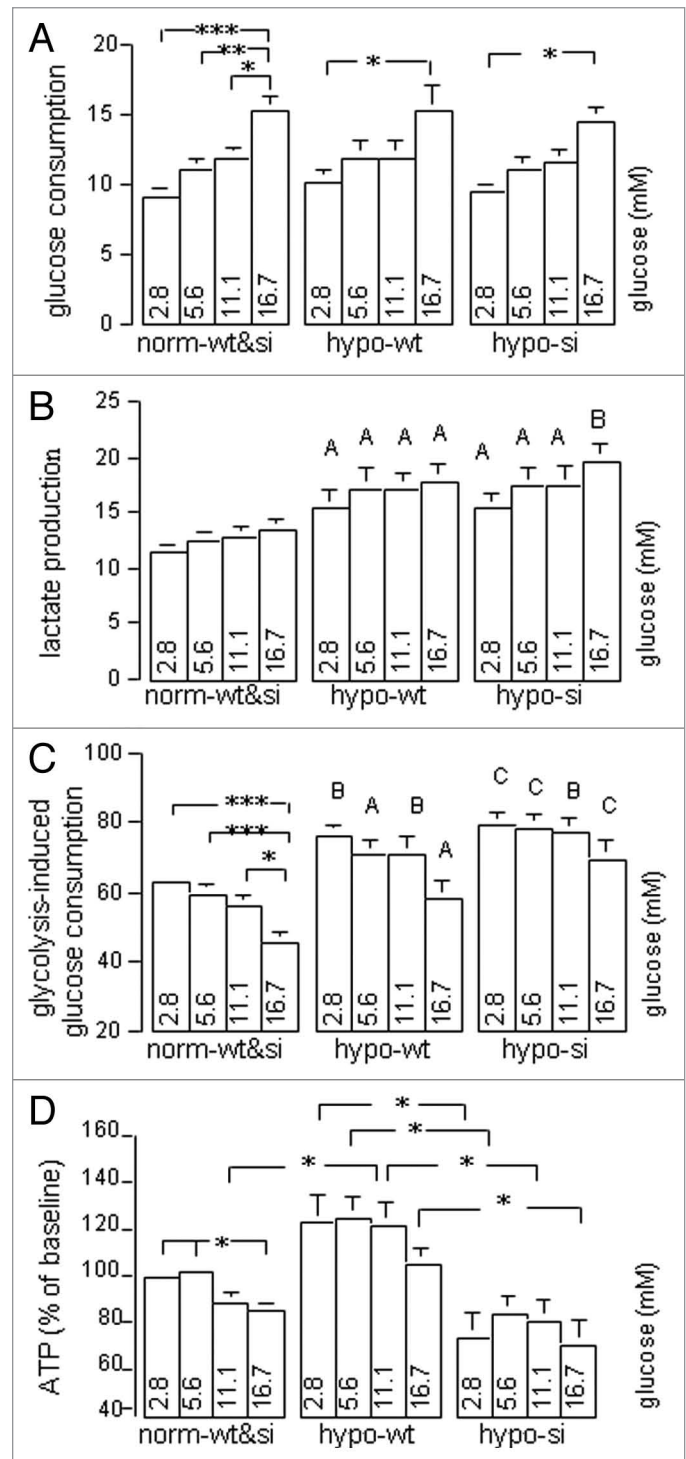 A
glucose consumption
20
15
10
5
0
***
**
*
*
*
2.8 5.6 11.1 16.7
2.8 5.6 11.1 16.7
2.8 5.6 11.1 16.7
norm-wt&si hypo-wt hypo-si
glucose (mM)
B
lactate production
25
20
15
10
5
0
A A A A
A A A B
2.8 5.6 11.1 16.7
2.8 5.6 11.1 16.7
2.8 5.6 11.1 16.7
norm-wt&si hypo-wt hypo-si
glucose (mM)
C
glycolysis-induced
glucose consumption
100
80
60
40
20
***
***
*
B A B A
C C B C
2.8 5.6 11.1 16.7
2.8 5.6 11.1 16.7
2.8 5.6 11.1 16.7
norm-wt&si hypo-wt hypo-si
glucose (mM)
D
ATP (% of baseline)
160
140
120
100
80
60
40
*
*
* *
*
*
2.8 5.6 11.1 16.7
2.8 5.6 11.1 16.7
2.8 5.6 11.1 16.7
norm-wt&si hypo-wt hypo-si
glucose (mM)